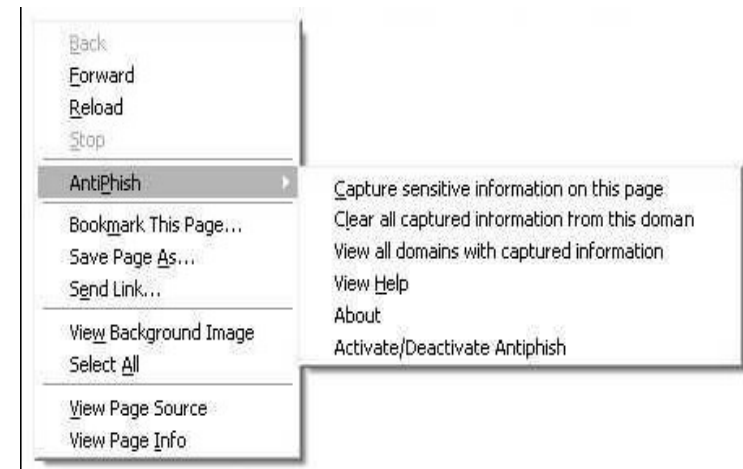 Back
Forward
Reload
Stop
AntiPhish
Bookmark This Page...
Save Page As...
Send Link...
View Background Image
Select All
View Page Source
View Page Info
Capture sensitive information on this page
Clear all captured information from this doman
View all domains with captured information
View Help
About
Activate/Deactivate Antiphish